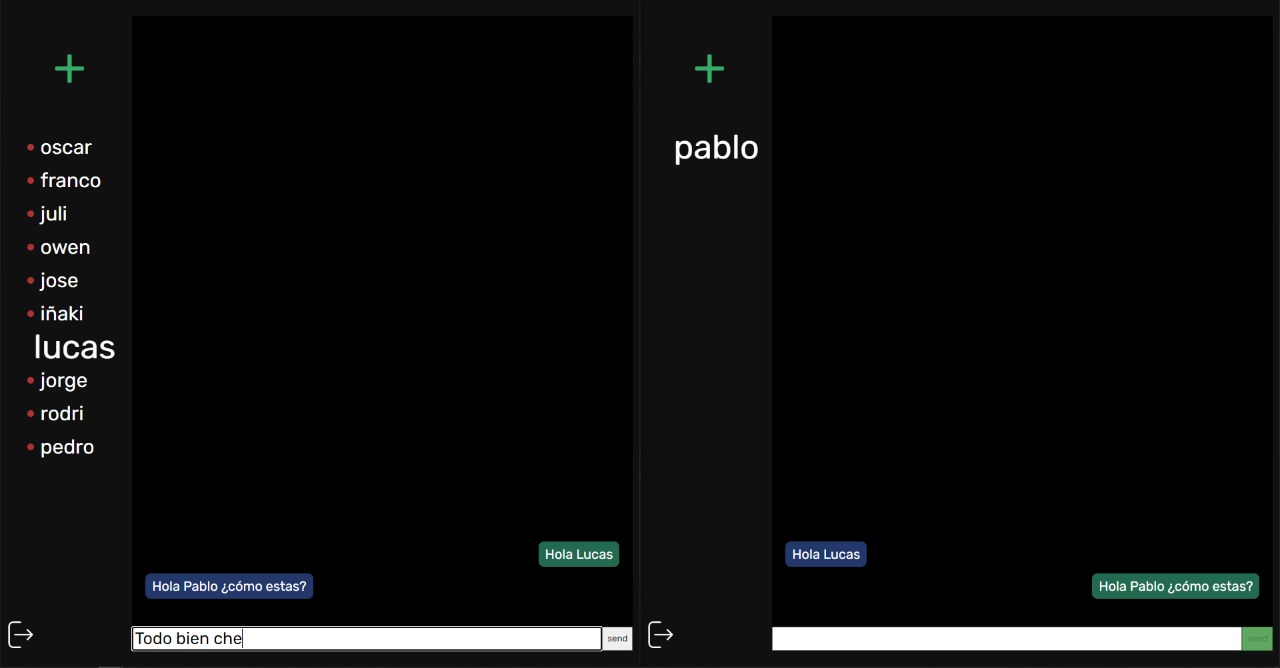 oscar
franco
juli
owen
jose
iñaki
lucas
jorge
rodri
pedro
Hola Lucas
Hola Pablo ¿cómo estas?
Todo bien che
send
pablo
Hola Lucas
Hola Pablo ¿cómo estas?
send